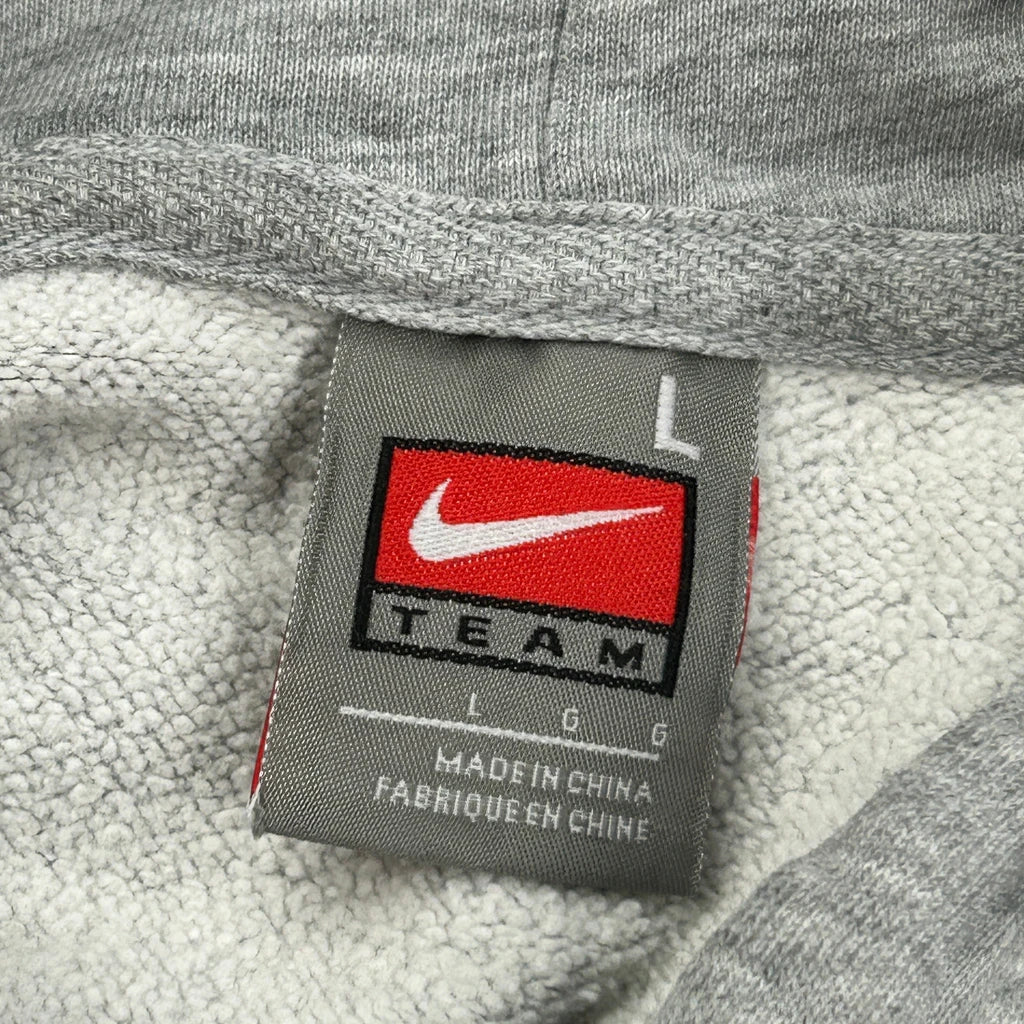 L
TEAM
L G G
MADE IN CHINA
FABRIQUE EN CHINE